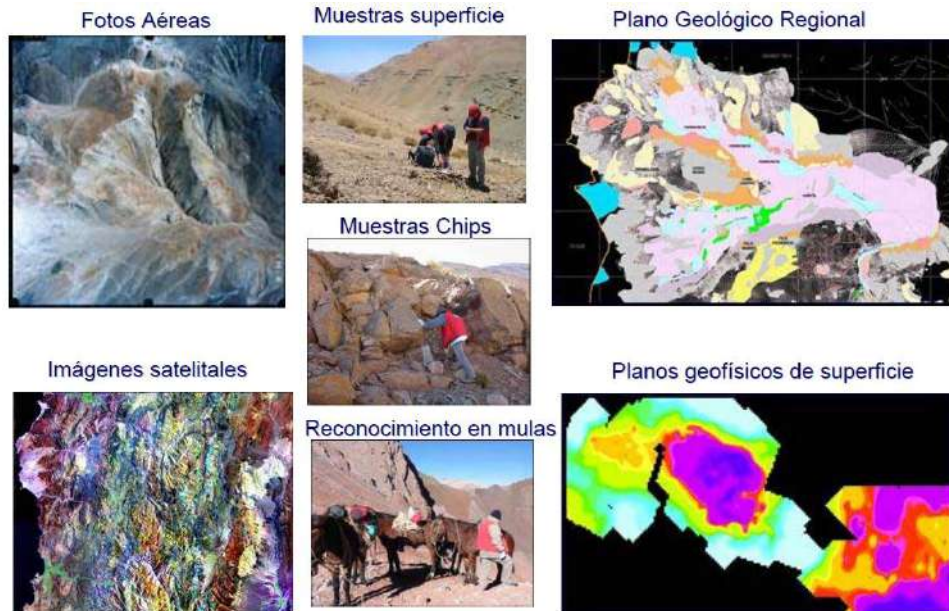 Fotos Aéreas
Muestras superficie
Plano Geológico Regional
Muestras Chips
Imágenes satelitales
Reconocimiento en mulas
Planos geofísicos de superficie